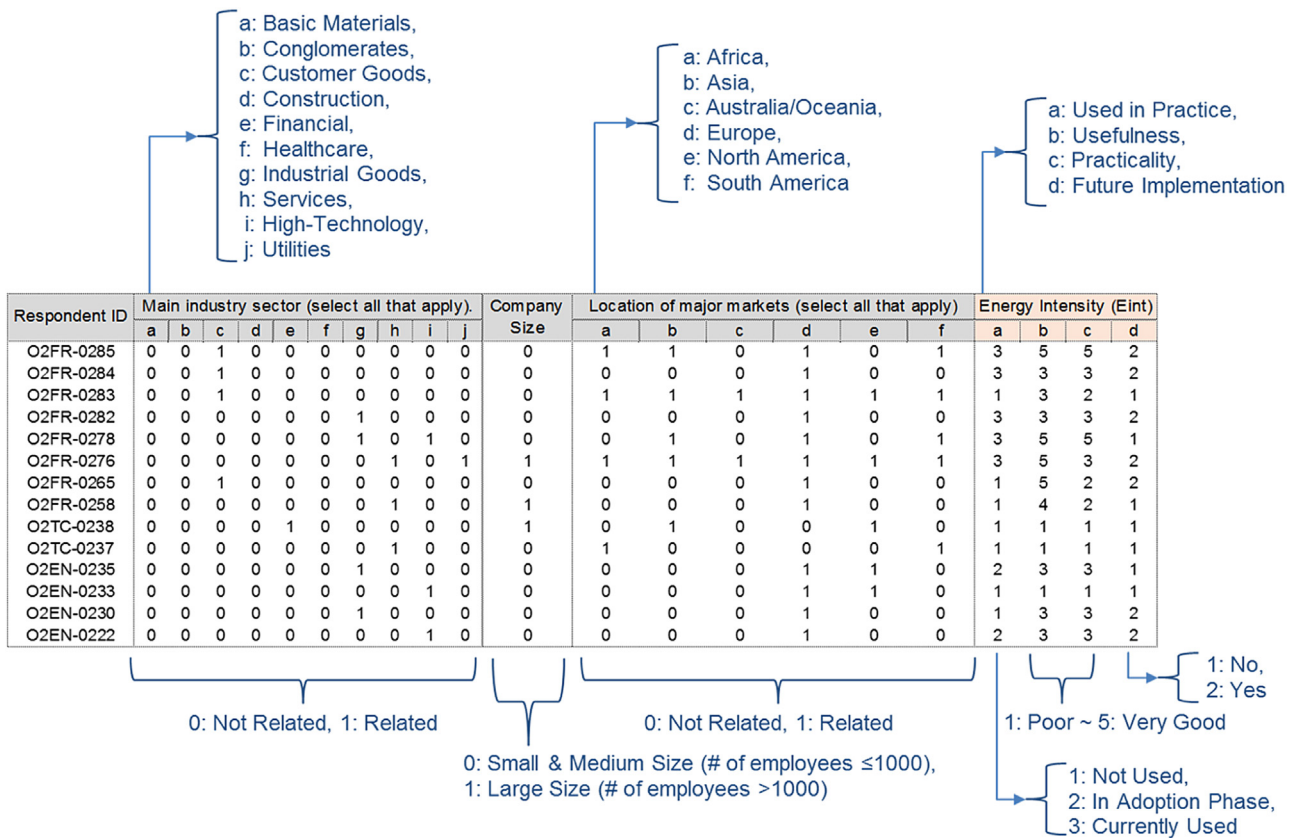 a: Basic Materials,
b: Conglomerates,
c: Customer Goods,
d: Construction,
e: Financial,
f: Healthcare,
g: Industrial Goods,
h: Services,
i: High-Technology,
j: Utilities
a: Africa,
b: Asia,
c: Australia/Oceania,
d: Europe,
e: North America,
f: South America
a: Used in Practice,
b: Usefulness,
c: Practicality,
d: Future Implementation
Respondent ID Main industry sector (select all that apply). Company Size Location of major markets (select all that apply) Energy Intensity (Eint)
a b c d e f g h i j a b c d e f a b c d
O2FR-0285 0 0 1 0 0 0 0 0 0 0 0 1 1 0 1 0 1 3 5 5 2
O2FR-0284 0 0 1 0 0 0 0 0 0 0 0 0 0 0 1 0 0 3 3 3 2
O2FR-0283 0 0 1 0 0 0 0 0 0 0 0 1 1 1 1 1 1 1 3 2 1
O2FR-0282 0 0 0 0 0 0 1 0 0 0 0 0 0 0 1 0 0 3 3 3 2
O2FR-0278 0 0 0 0 0 0 1 0 1 0 0 0 1 0 1 0 1 3 5 5 1
O2FR-0276 0 0 0 0 0 0 0 1 0 1 1 1 1 1 1 1 1 3 5 3 2
O2FR-0265 0 0 1 0 0 0 0 0 0 0 0 0 0 0 1 0 0 1 5 2 2
O2FR-0258 0 0 0 0 0 0 0 1 0 0 1 0 0 0 1 0 0 1 4 2 1
O2TC-0238 0 0 0 0 1 0 0 0 0 0 1 0 1 0 0 1 0 1 1 1 1
O2TC-0237 0 0 0 0 0 0 0 1 0 0 0 1 0 0 0 0 1 1 1 1 1
O2EN-0235 0 0 0 0 0 0 1 0 0 0 0 0 0 0 1 1 0 2 3 3 1
O2EN-0233 0 0 0 0 0 0 0 0 1 0 0 0 0 0 1 1 0 1 1 1 1
O2EN-0230 0 0 0 0 0 0 1 0 0 0 0 0 0 0 1 0 0 1 3 3 2
O2EN-0222 0 0 0 0 0 0 0 0 1 0 0 0 0 0 1 0 0 2 3 3 2
0: Not Related, 1: Related
0: Small & Medium Size (# of employees ≤1000),
1: Large Size (# of employees >1000)
0: Not Related, 1: Related
1: Poor ~ 5: Very Good
1: No,
2: Yes
1: Not Used,
2: In Adoption Phase,
3: Currently Used